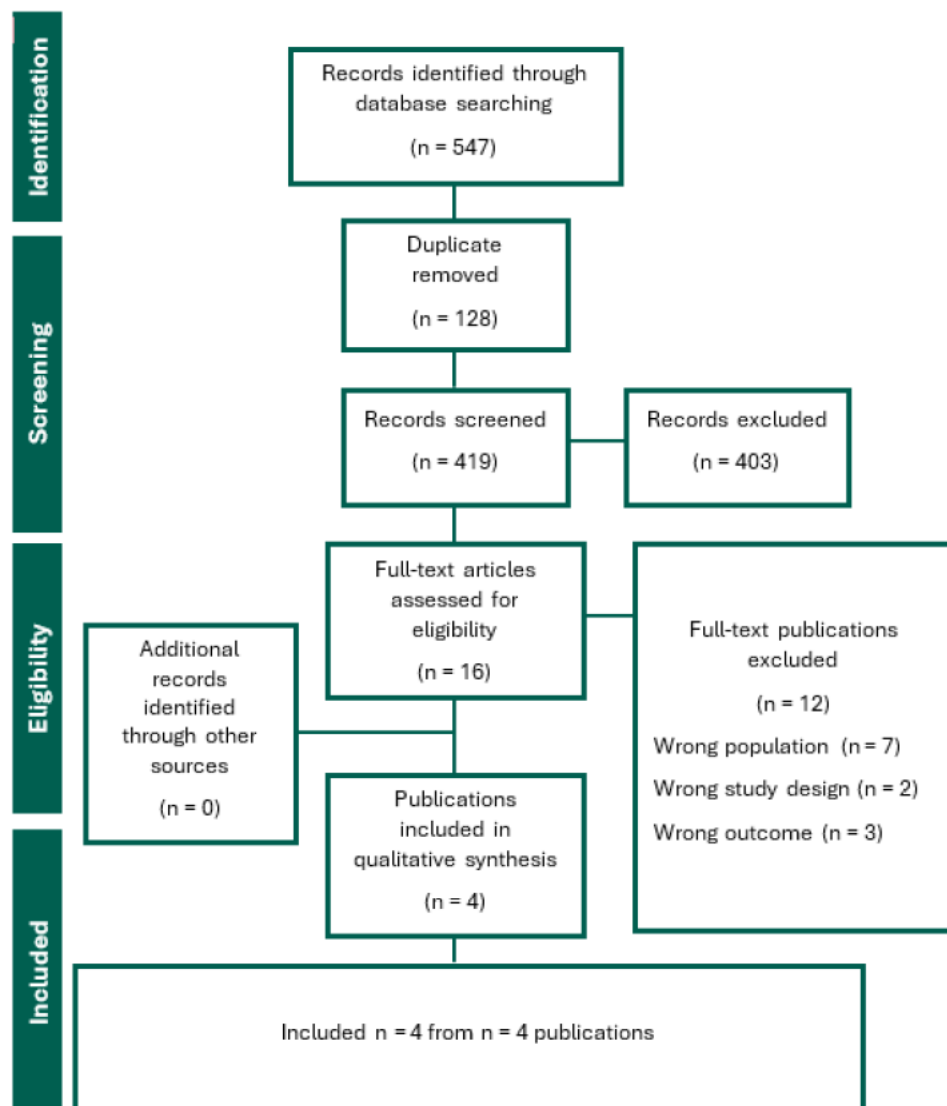 Identification
Records identified through
database searching
(n = 547)
Screening
Duplicate
removed
(n = 128)
Records screened
(n = 419)
Records excluded
(n = 403)
Eligibility
Full-text articles
assessed for
eligibility
(n = 16)
Full-text publications
excluded
(n = 12)
Wrong population (n = 7)
Wrong study design (n = 2)
Wrong outcome (n = 3)
Additional
records
identified
through other
sources
(n = 0)
Publications
included in
qualitative synthesis
(n = 4)
Included
Included n = 4 from n = 4 publications